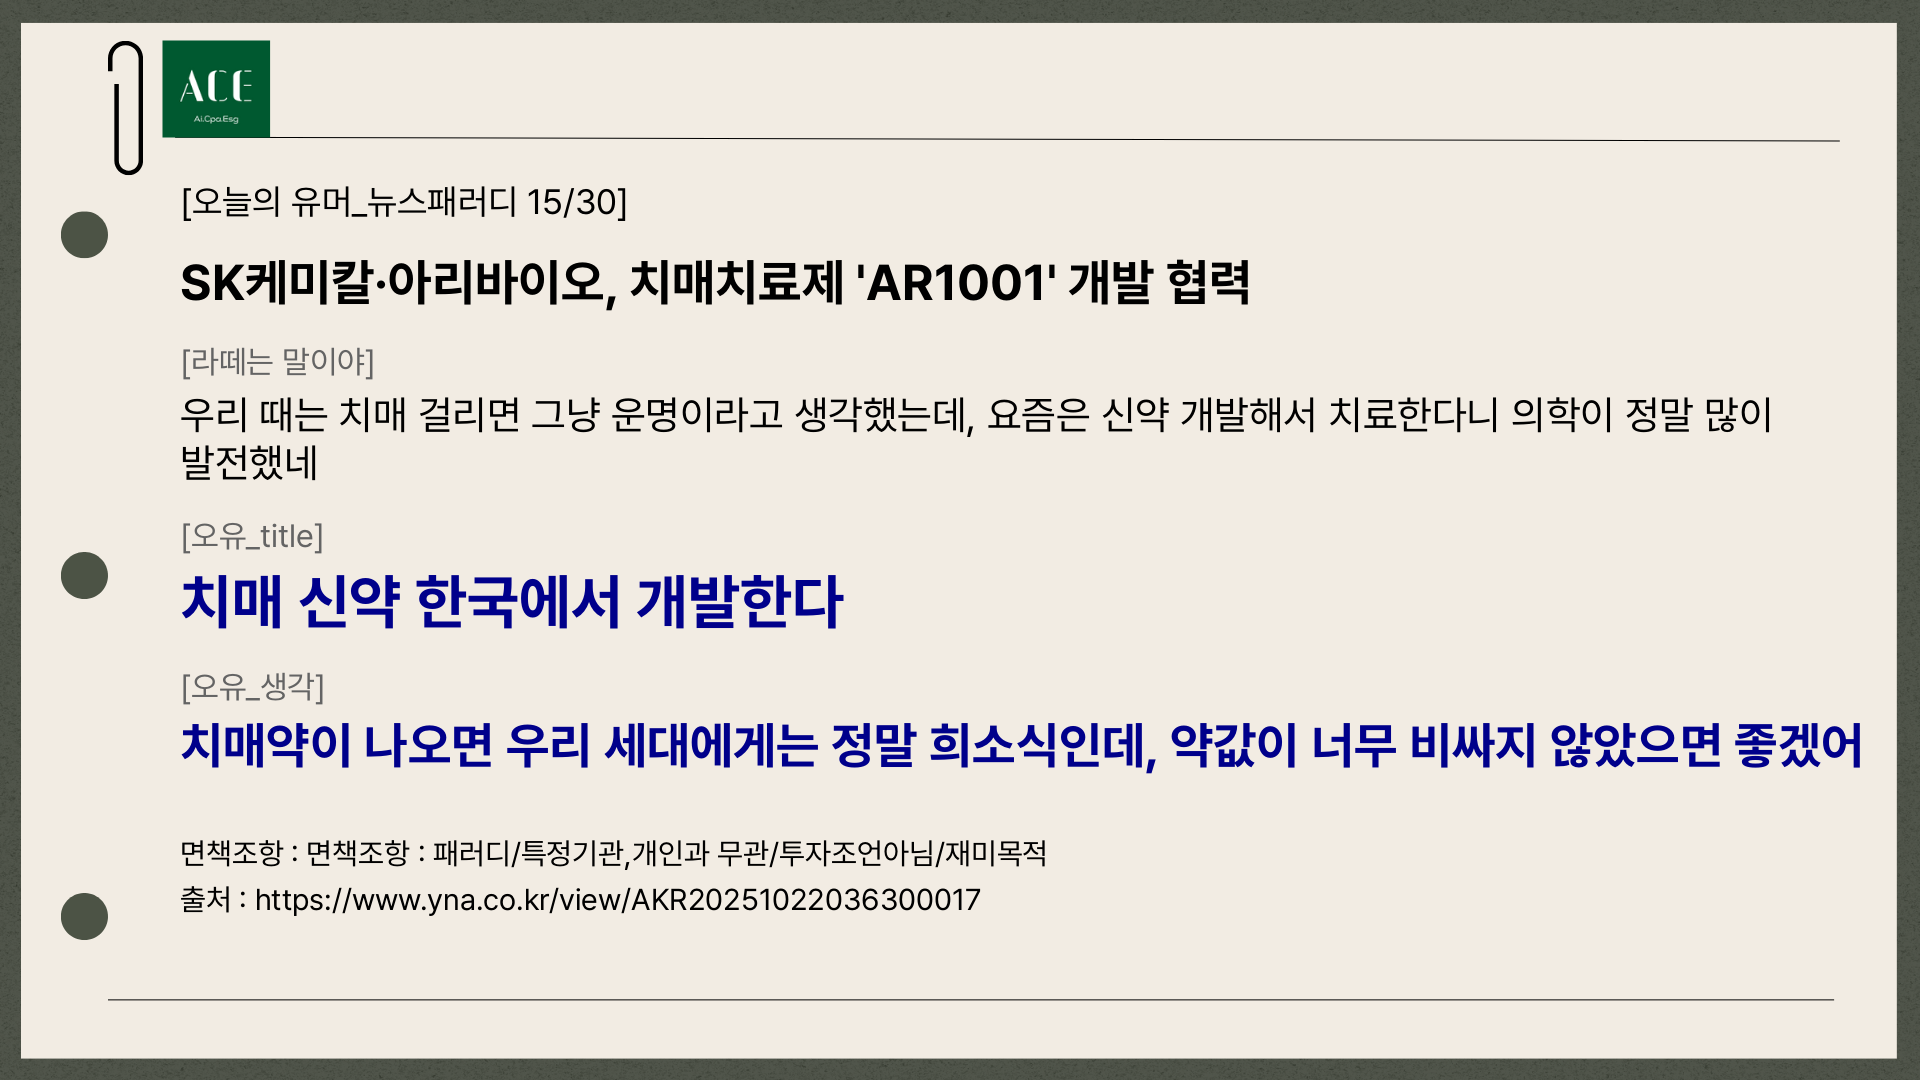 ACE
Ai.Cpa.Esg
[오늘의 유머_뉴스패러디 15/30]
SK케미칼·아리바이오, 치매치료제 'AR1001' 개발 협력
[라떼는 말이야]
우리 때는 치매 걸리면 그냥 운명이라고 생각했는데, 요즘은 신약 개발해서 치료한다니 의학이 정말 많이
발전했네
[오유_title]
치매 신약 한국에서 개발한다
[오유_생각]
치매약이 나오면 우리 세대에게는 정말 희소식인데, 약값이 너무 비싸지 않았으면 좋겠어
면책조항 : 면책조항 : 패러디/특정기관,개인과 무관/투자조언아님/재미목적
출처 : https://www.yna.co.kr/view/AKR20251022036300017